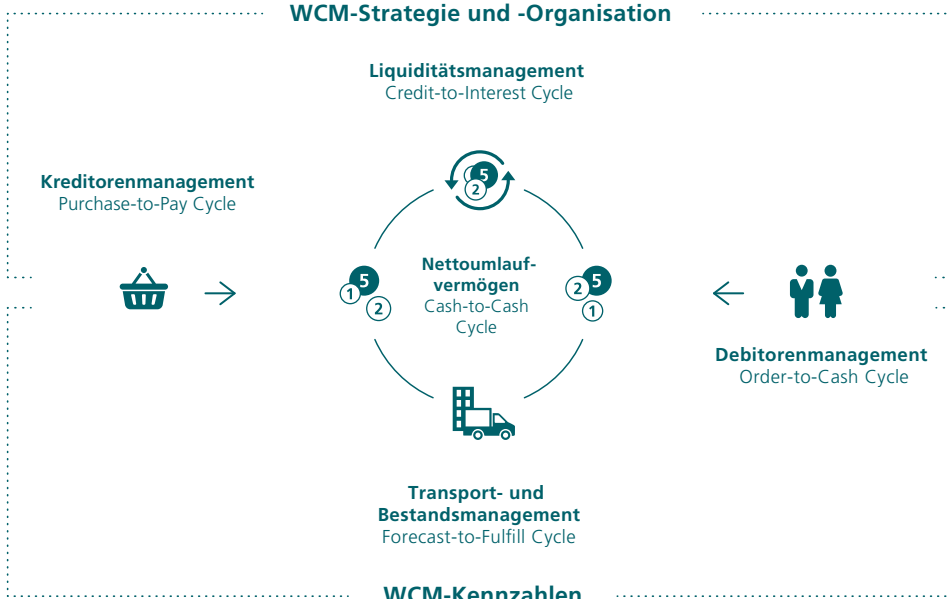 WCM-Strategie und -Organisation
Liquiditätsmanagement
Credit-to-Interest Cycle
5
2
Kreditorenmanagement
Purchase-to-Pay Cycle
5
1
2
Nettoumlauf-
vermögen
Cash-to-Cash
Cycle
5
2
1
Debitorenmanagement
Order-to-Cash Cycle
Transport- und
Bestandsmanagement
Forecast-to-Fulfill Cycle
WCM-Kennzahlen